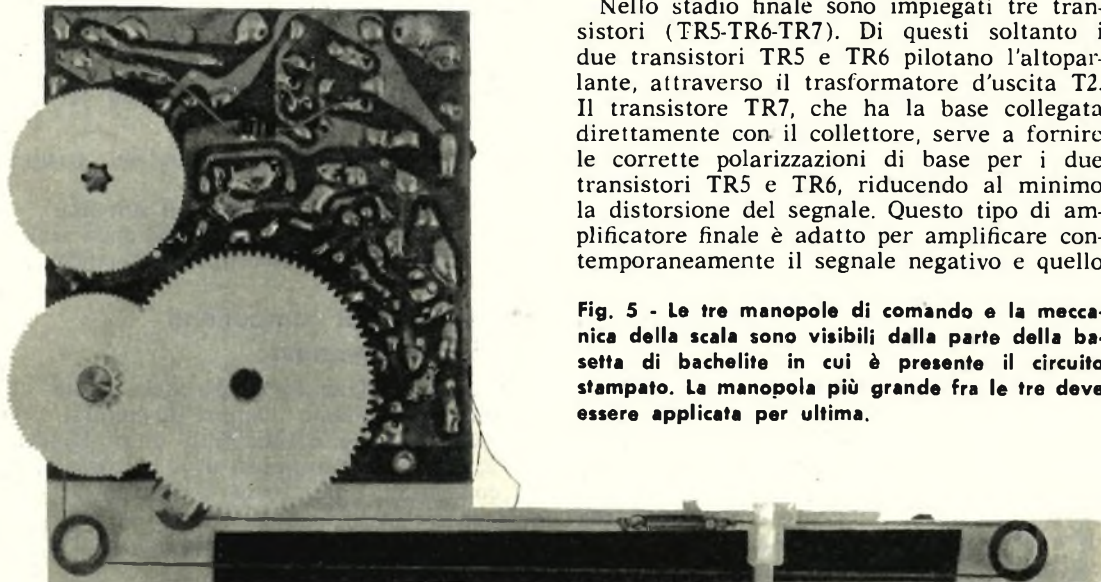 Nello stadio finale sono impiegati tre tran-
sistori (TR5-TR6-TR7). Di questi soltanto i
due transistori TR5 e TR6 pilotano l'altopar-
lante, attraverso il trasformatore d'uscita T2.
Il transistore TR7, che ha la base collegata
direttamente con il collettore, serve a fornire
le corrette polarizzazioni di base per i due
transistori TR5 e TR6, riducendo al minimo
la distorsione del segnale. Questo tipo di am-
plificatore finale è adatto per amplificare con-
temporaneamente il segnale negativo e quello
Fig. 5 - Le tre manopole di comando e la mecca-
nica della scala sono visibili dalla parte della ba-
setta di bachelite in cui è presente il circuito
stampato. La manopola più grande fra le tre deve
essere applicata per ultima.